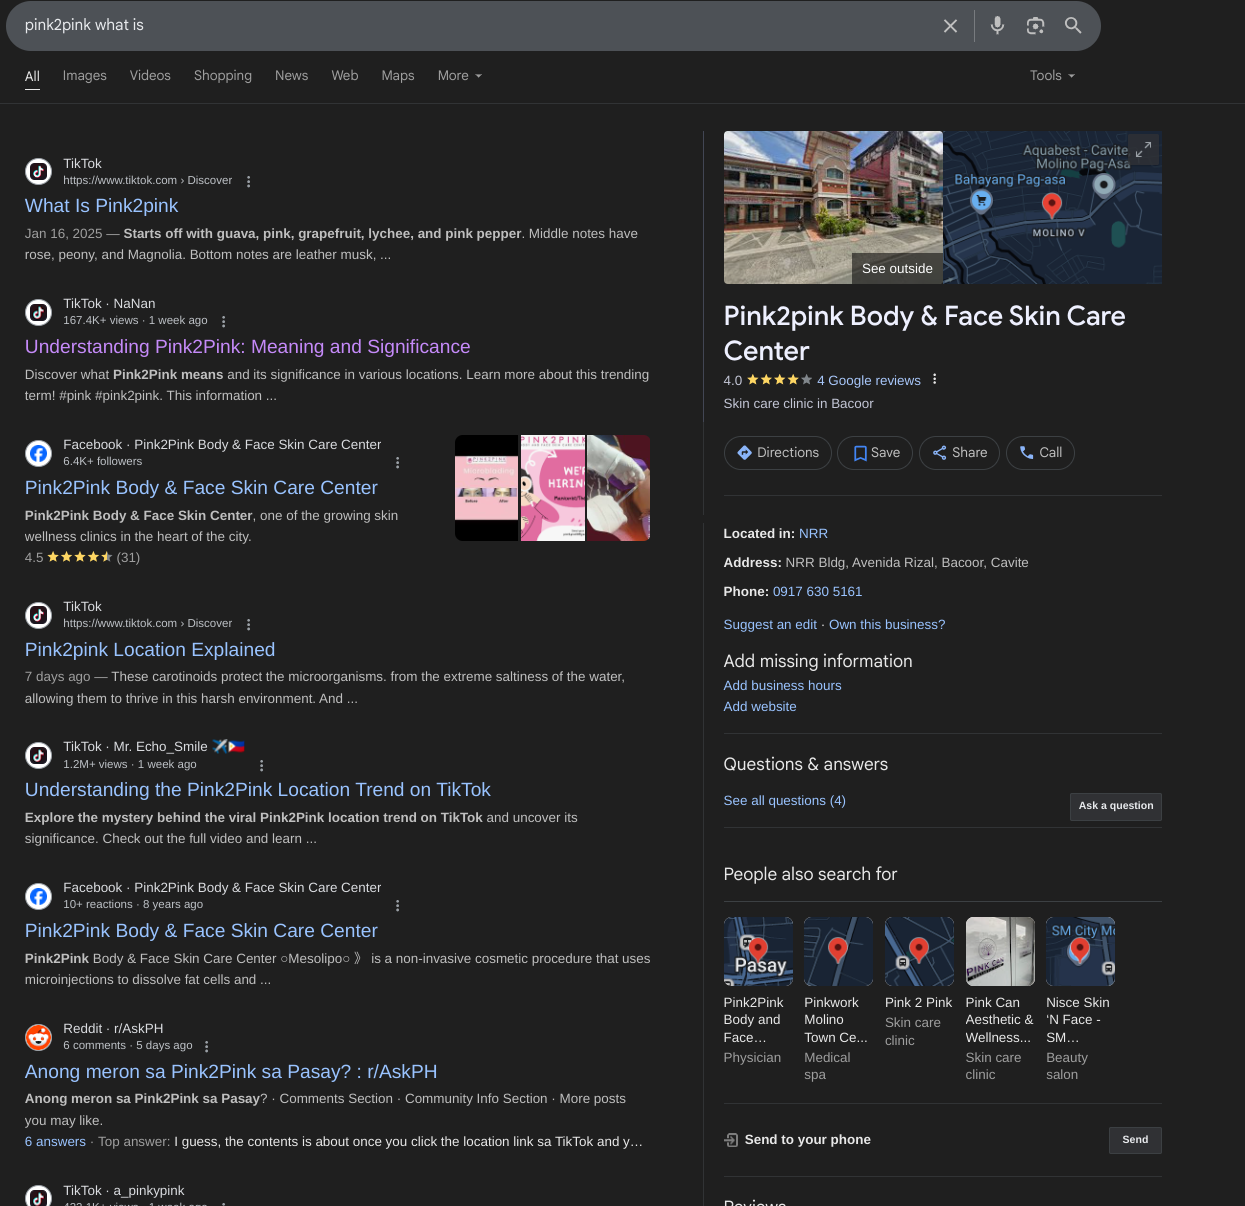 pink2pink what is
All
Images
Videos
Shopping
News
Web
Maps
More
Tools
TikTok
https://www.tiktok.com › Discover
What Is Pink2pink
Jan 16, 2025 — Starts off with guava, pink, grapefruit, lychee, and pink pepper. Middle notes have
rose, peony, and Magnolia. Bottom notes are leather musk, ...
TikTok · NaNan
167.4K+ views · 1 week ago
Understanding Pink2Pink: Meaning and Significance
Discover what Pink2Pink means and its significance in various locations. Learn more about this trending
term! #pink #pink2pink. This information ...
Facebook · Pink2Pink Body & Face Skin Care Center
6.4K+ followers
Pink2Pink Body & Face Skin Care Center
Pink2Pink Body & Face Skin Care Center, one of the growing skin
wellness clinics in the heart of the city.
4.5 (31)
Microblading
Before
After
PINK2PINK
WE'R
HIRING
TikTok
https://www.tiktok.com › Discover
Pink2pink Location Explained
7 days ago — These carotinoids protect the microorganisms. from the extreme saltiness of the water,
allowing them to thrive in this harsh environment. And ...
TikTok · Mr. Echo_Smile ✈️🇵🇭
1.2M+ views · 1 week ago
Understanding the Pink2Pink Location Trend on TikTok
Explore the mystery behind the viral Pink2Pink location trend on TikTok and uncover its
significance. Check out the full video and learn ...
Facebook · Pink2Pink Body & Face Skin Care Center
10+ reactions · 8 years ago
Pink2Pink Body & Face Skin Care Center
Pink2Pink Body & Face Skin Care Center ○Mesolipo○ 》 is a non-invasive cosmetic procedure that uses
microinjections to dissolve fat cells and ...
Reddit · r/AskPH
6 comments · 5 days ago
Anong meron sa Pink2Pink sa Pasay? : r/AskPH
Anong meron sa Pink2Pink sa Pasay? · Comments Section · Community Info Section · More posts
you may like.
6 answers · Top answer: I guess, the contents is about once you click the location link sa TikTok and y…
TikTok · a_pinkypink
See outside
Aquabest - Cavite
Molino Pag-Asa
Bahayang Pag-asa
MOLINO V
Pink2pink Body & Face Skin Care
Center
4.0 4 Google reviews
Skin care clinic in Bacoor
Directions
Save
Share
Call
Located in: NRR
Address: NRR Bldg, Avenida Rizal, Bacoor, Cavite
Phone: 0917 630 5161
Suggest an edit · Own this business?
Add missing information
Add business hours
Add website
Questions & answers
See all questions (4)
Ask a question
People also search for
Pasay
PINK CAN
SM City Mo
Pink2Pink
Body and
Face…
Physician
Pinkwork
Molino
Town Ce...
Medical
spa
Pink 2 Pink
Skin care
clinic
Pink Can
Aesthetic &
Wellness...
Skin care
clinic
Nisce Skin
‘N Face -
SM…
Beauty
salon
Send to your phone
Send
Reviews